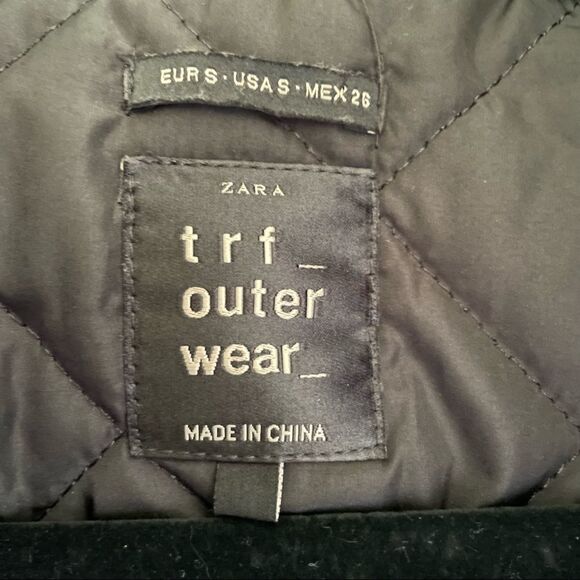 EUR S · USA S · MEX 26
ZARA
trf_
outer
wear_
MADE IN CHINA